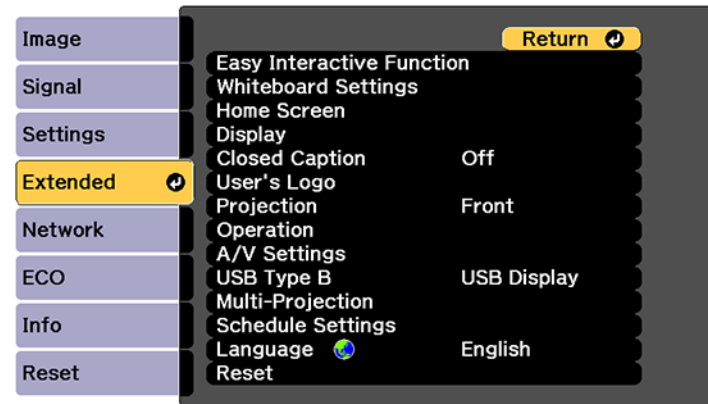 Image
Signal
Settings
Extended
Network
ECO
Info
Reset
Return
Easy Interactive Function
Whiteboard Settings
Home Screen
Display
Closed Caption Off
User's Logo
Projection Front
Operation
A/V Settings
USB Type B USB Display
Multi-Projection
Schedule Settings
Language English
Reset